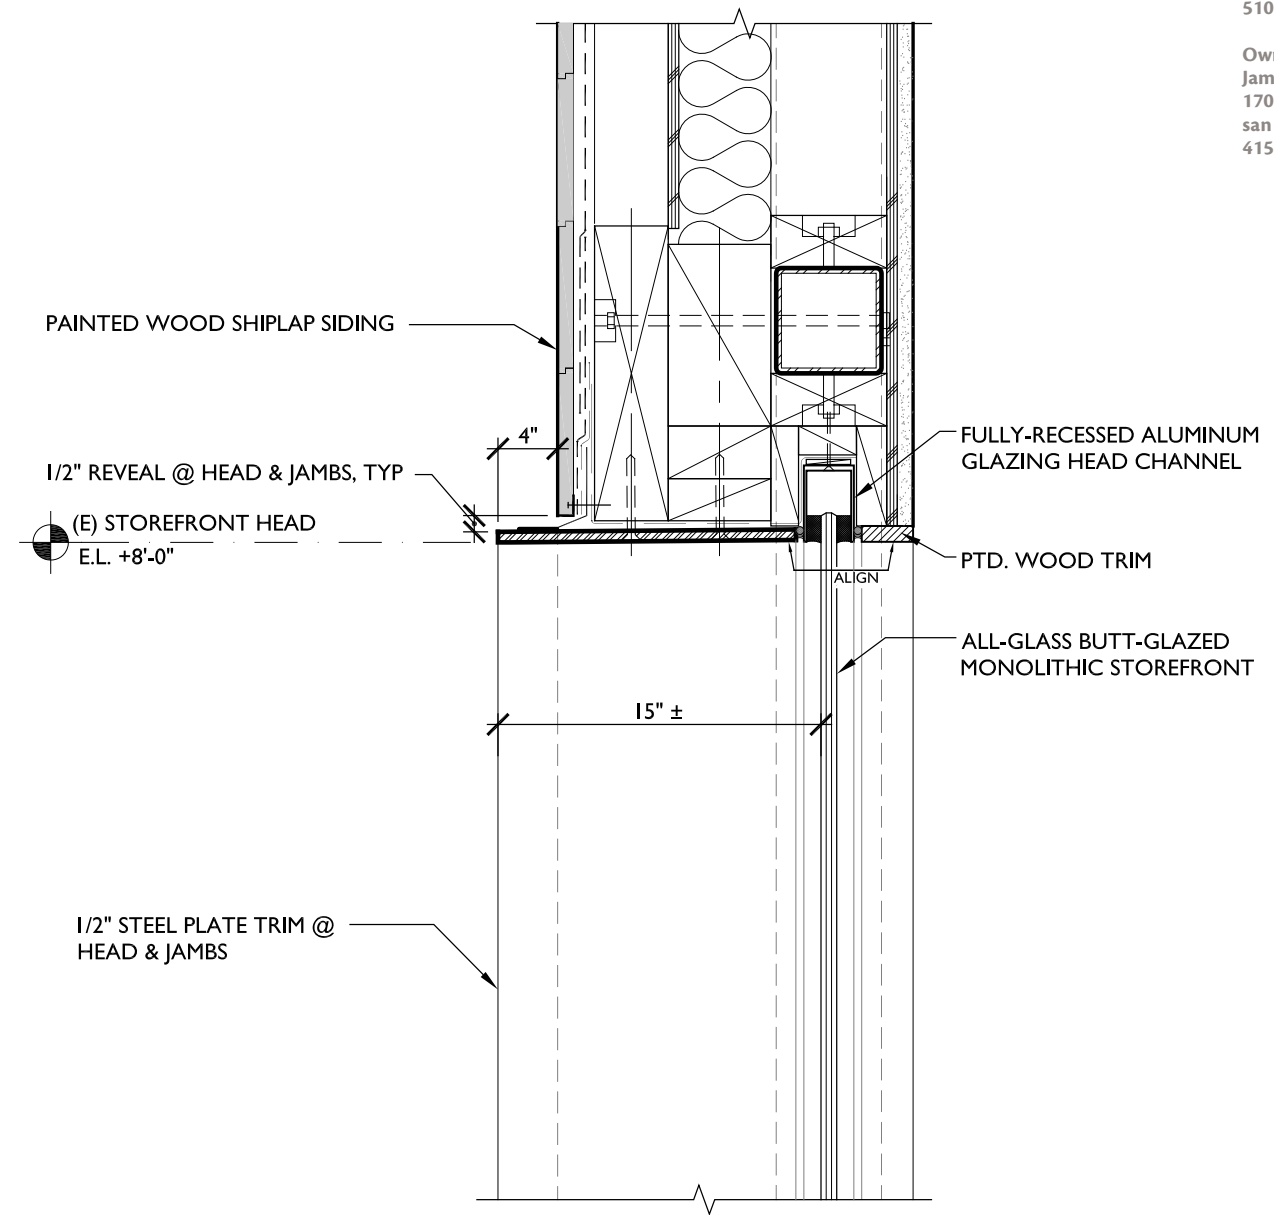 510
Own
Jam
170
san
415
PAINTED WOOD SHIPLAP SIDING
4"
1/2" REVEAL @ HEAD & JAMBS, TYP
(E) STOREFRONT HEAD
E.L. +8'-0"
FULLY-RECESSED ALUMINUM
GLAZING HEAD CHANNEL
PTD. WOOD TRIM
ALIGN
ALL-GLASS BUTT-GLAZED
MONOLITHIC STOREFRONT
15" ±
1/2" STEEL PLATE TRIM @
HEAD & JAMBS